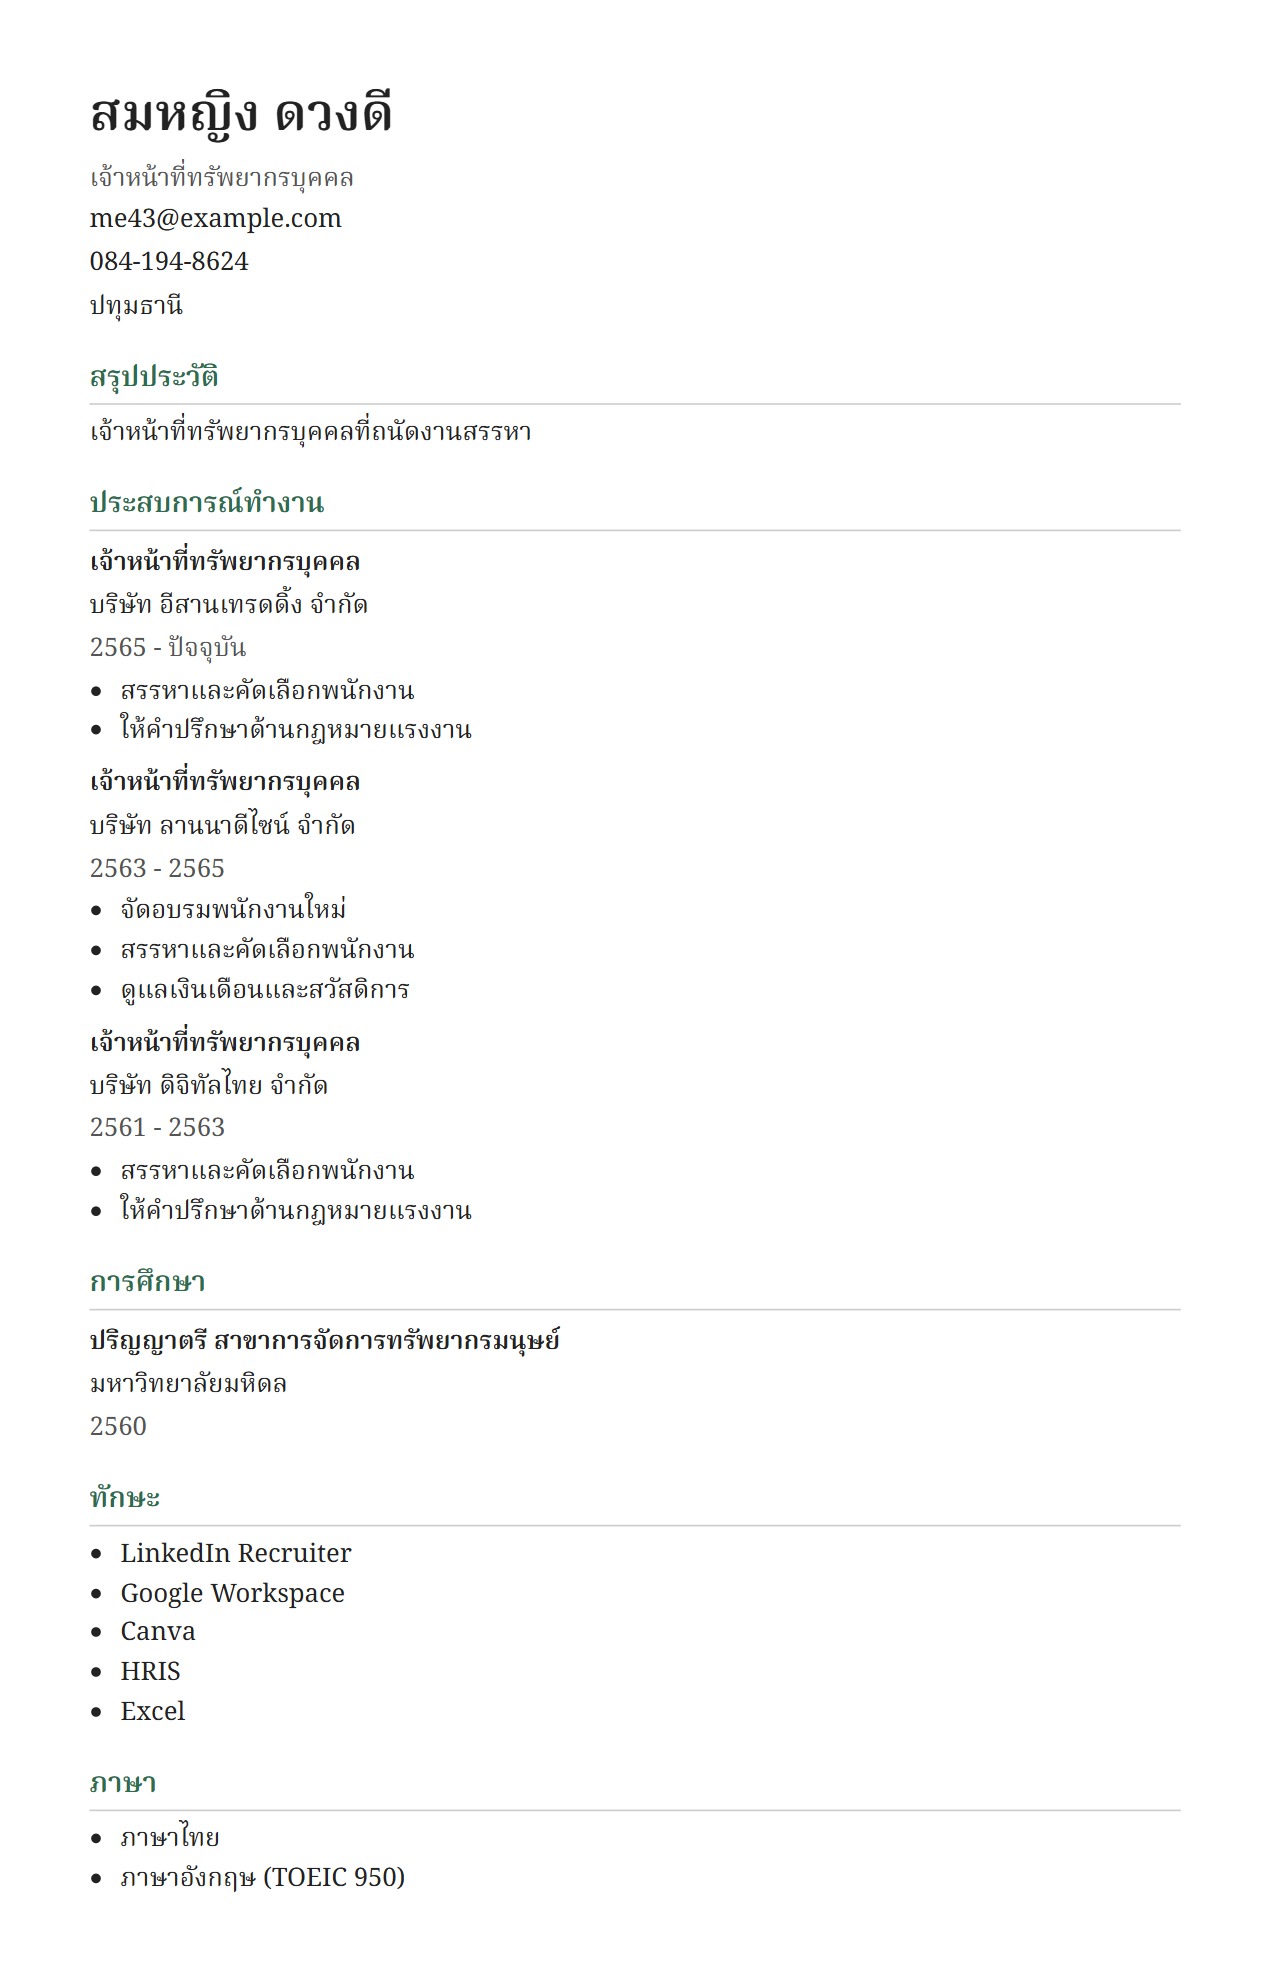 สมหญิง ดวงดี
เจ้าหน้าที่ทรัพยากรบุคคล
me43@example.com
084-194-8624
ปทุมธานี
สรุปประวัติ
เจ้าหน้าที่ทรัพยากรบุคคลที่ถนัดงานสรรหา
ประสบการณ์ทำงาน
เจ้าหน้าที่ทรัพยากรบุคคล
บริษัท อีสานเทรดดิ้ง จำกัด
2565 - ปัจจุบัน
• สรรหาและคัดเลือกพนักงาน
• ให้คำปรึกษาด้านกฎหมายแรงงาน
เจ้าหน้าที่ทรัพยากรบุคคล
บริษัท ลานนาดีไซน์ จำกัด
2563 - 2565
• จัดอบรมพนักงานใหม่
• สรรหาและคัดเลือกพนักงาน
• ดูแลเงินเดือนและสวัสดิการ
เจ้าหน้าที่ทรัพยากรบุคคล
บริษัท ดิจิทัลไทย จำกัด
2561 - 2563
• สรรหาและคัดเลือกพนักงาน
• ให้คำปรึกษาด้านกฎหมายแรงงาน
การศึกษา
ปริญญาตรี สาขาการจัดการทรัพยากรมนุษย์
มหาวิทยาลัยมหิดล
2560
ทักษะ
• LinkedIn Recruiter
• Google Workspace
• Canva
• HRIS
• Excel
ภาษา
• ภาษาไทย
• ภาษาอังกฤษ (TOEIC 950)